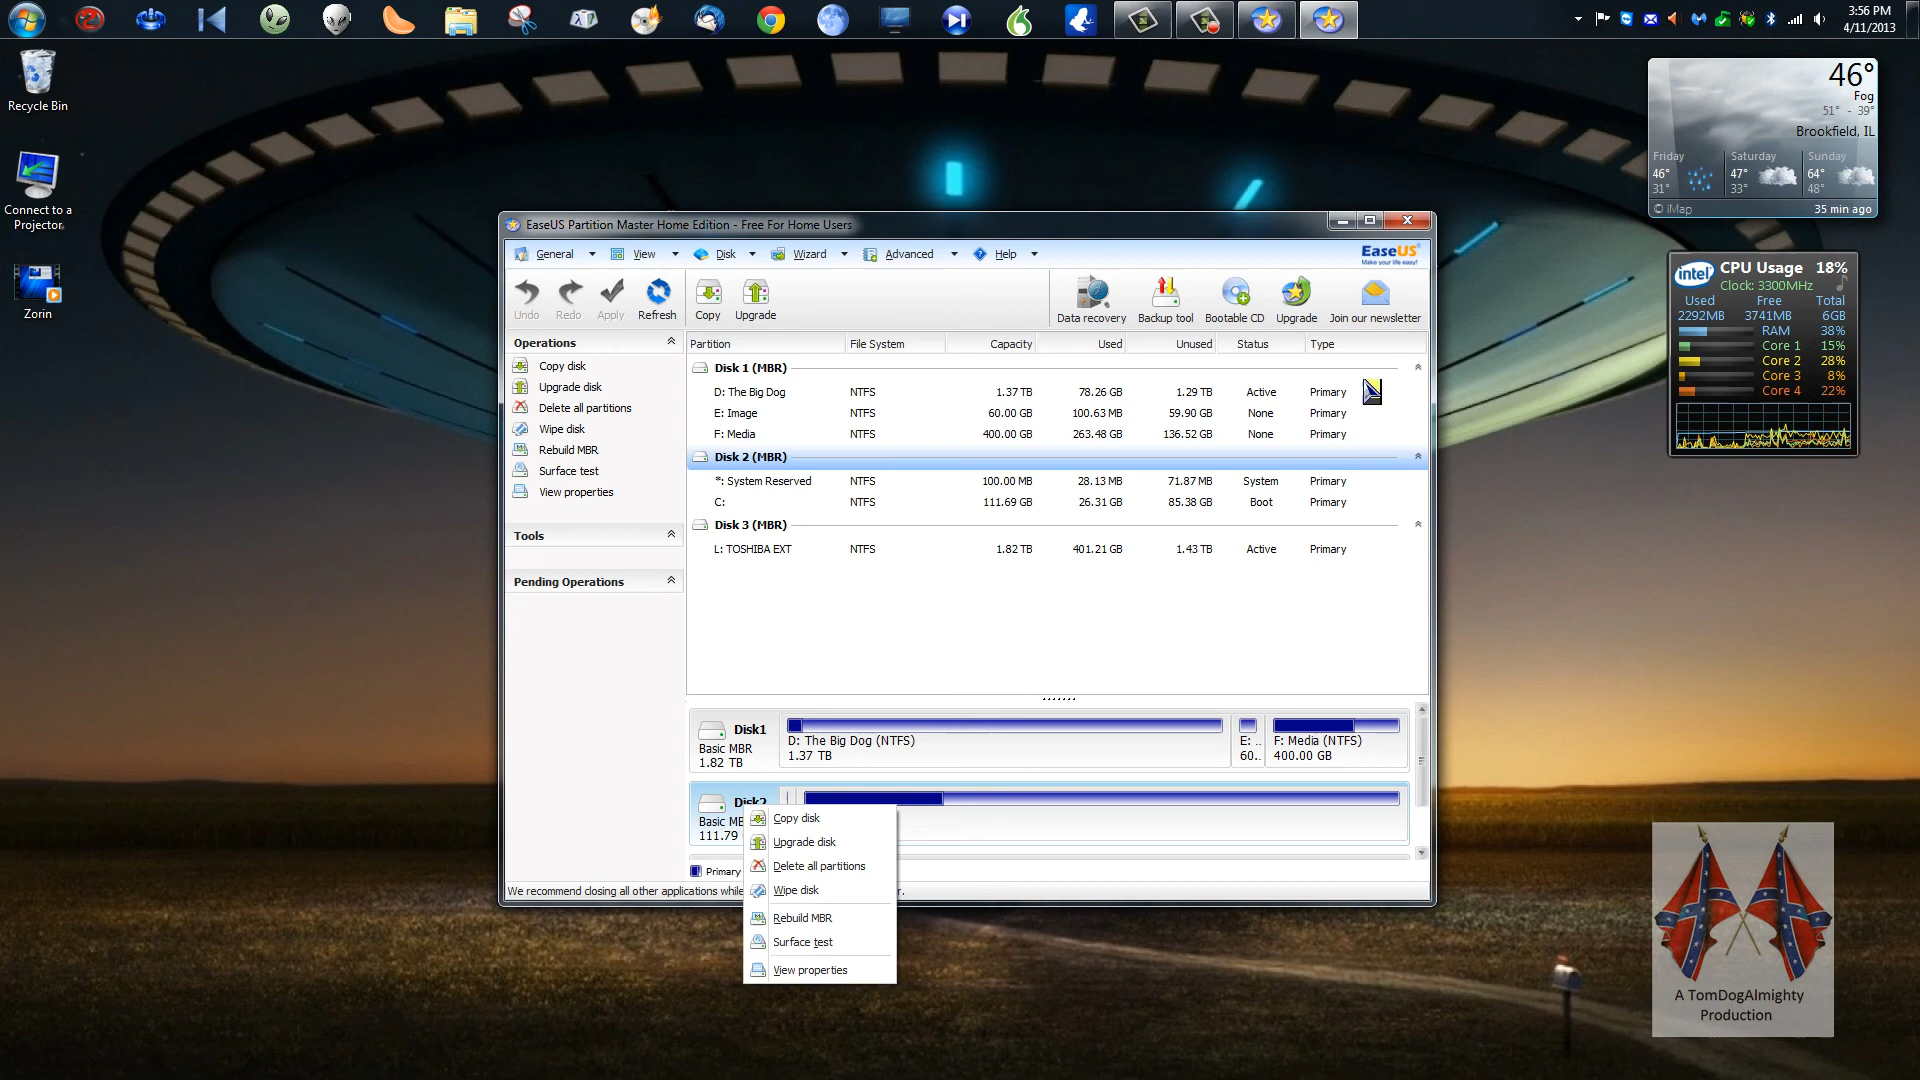 3:56 PM
4/11/2013
Recycle Bin
Connect to a
Projector
Zorin
46°
Fog
51° - 39°
Brookfield, IL
Friday
46°
31°
Saturday
47°
33°
Sunday
64°
48°
© iMap
35 min ago
intel
CPU Usage 18%
Clock: 3300MHz
Used Free Total
2292MB 3741MB 6GB
RAM 38%
Core 1 15%
Core 2 28%
Core 3 8%
Core 4 22%
EaseUS Partition Master Home Edition - Free For Home Users
General View Disk Wizard Advanced Help
EaseUS
Make your life easy!
Undo Redo Apply Refresh Copy Upgrade Data recovery Backup tool Bootable CD Upgrade Join our newsletter
Operations
Copy disk
Upgrade disk
Delete all partitions
Wipe disk
Rebuild MBR
Surface test
View properties
Tools
Pending Operations
Partition File System Capacity Used Unused Status Type
Disk 1 (MBR)
D: The Big Dog NTFS 1.37 TB 78.26 GB 1.29 TB Active Primary
E: Image NTFS 60.00 GB 100.63 MB 59.90 GB None Primary
F: Media NTFS 400.00 GB 263.48 GB 136.52 GB None Primary
Disk 2 (MBR)
*: System Reserved NTFS 100.00 MB 28.13 MB 71.87 MB System Primary
C: NTFS 111.69 GB 26.31 GB 85.38 GB Boot Primary
Disk 3 (MBR)
L: TOSHIBA EXT NTFS 1.82 TB 401.21 GB 1.43 TB Active Primary
Disk1
Basic MBR
1.82 TB
D: The Big Dog (NTFS)
1.37 TB
E: ..
60..
F: Media (NTFS)
400.00 GB
Disk2
Basic MB
111.79
Primary
We recommend closing all other applications while
r.
Copy disk
Upgrade disk
Delete all partitions
Wipe disk
Rebuild MBR
Surface test
View properties
A TomDogAlmighty
Production